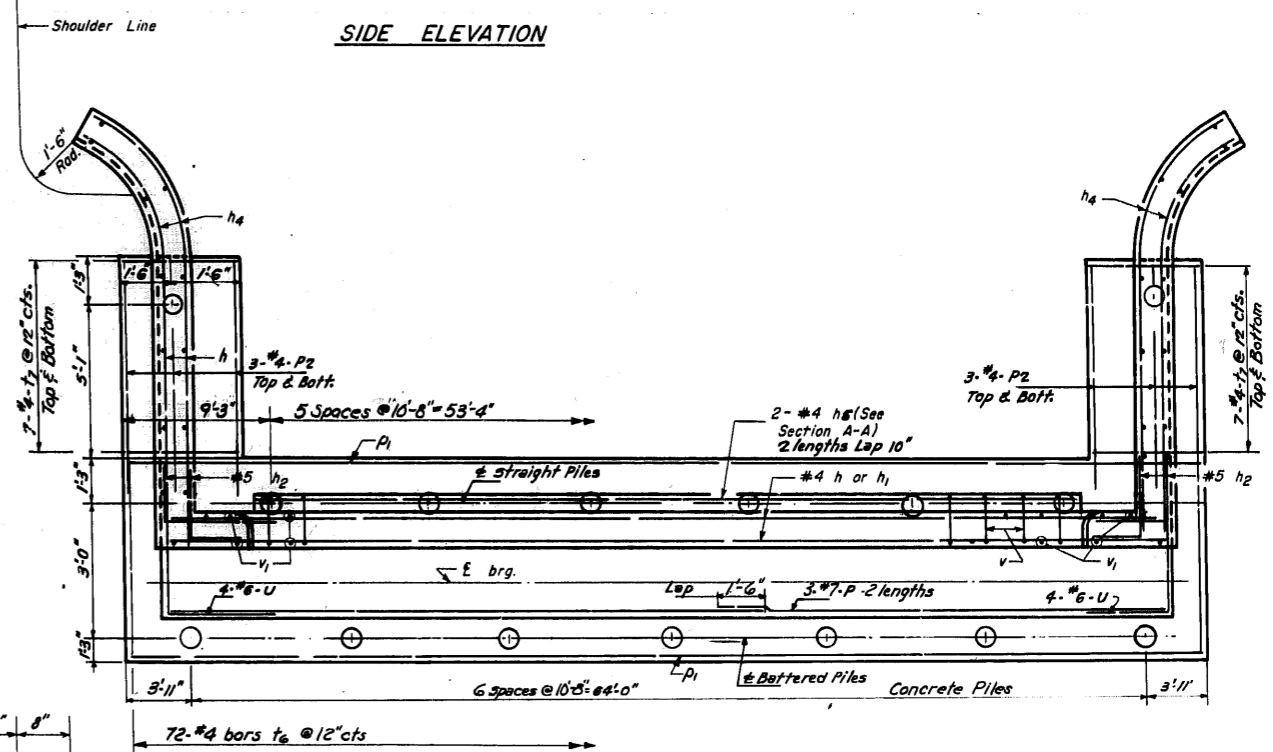 Shoulder Line
SIDE ELEVATION
1'-6"
Rad.
h4
h4
1'-3"
1'-6"
1'-6"
7-#4-t7 @ 12" cts.
Top & Bottom
5'-1"
h
3-#4-P2
Top & Bott.
3-#4-P2
Top & Bott.
7-#4-t7 @ 12" cts.
Top & Bottom
9'-3"
5 Spaces @ 10'-8" = 53'-4"
2-#4 h6 (See
Section A-A)
2 lengths Lap 10"
P1
1'-3"
#5 h2
℄ Straight Piles
#4 h or h1
#5 h2
3'-0"
v1
℄ brg.
v
v1
Lap 1'-6"
3-#7-P-2 lengths
4-#6-U
4-#6-U
1'-3"
P1
℄ Battered Piles
3'-11"
6 Spaces @ 10'-8" = 64'-0"
Concrete Piles
3'-11"
" 8"
72-#4 bars t6 @ 12" cts